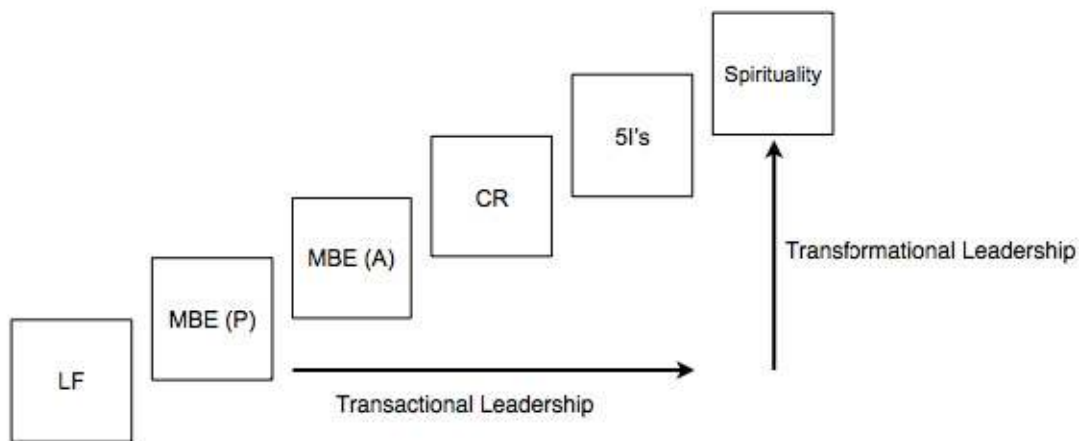 Spirituality
5I's
CR
MBE (A)
Transformational Leadership
MBE (P)
LF
Transactional Leadership